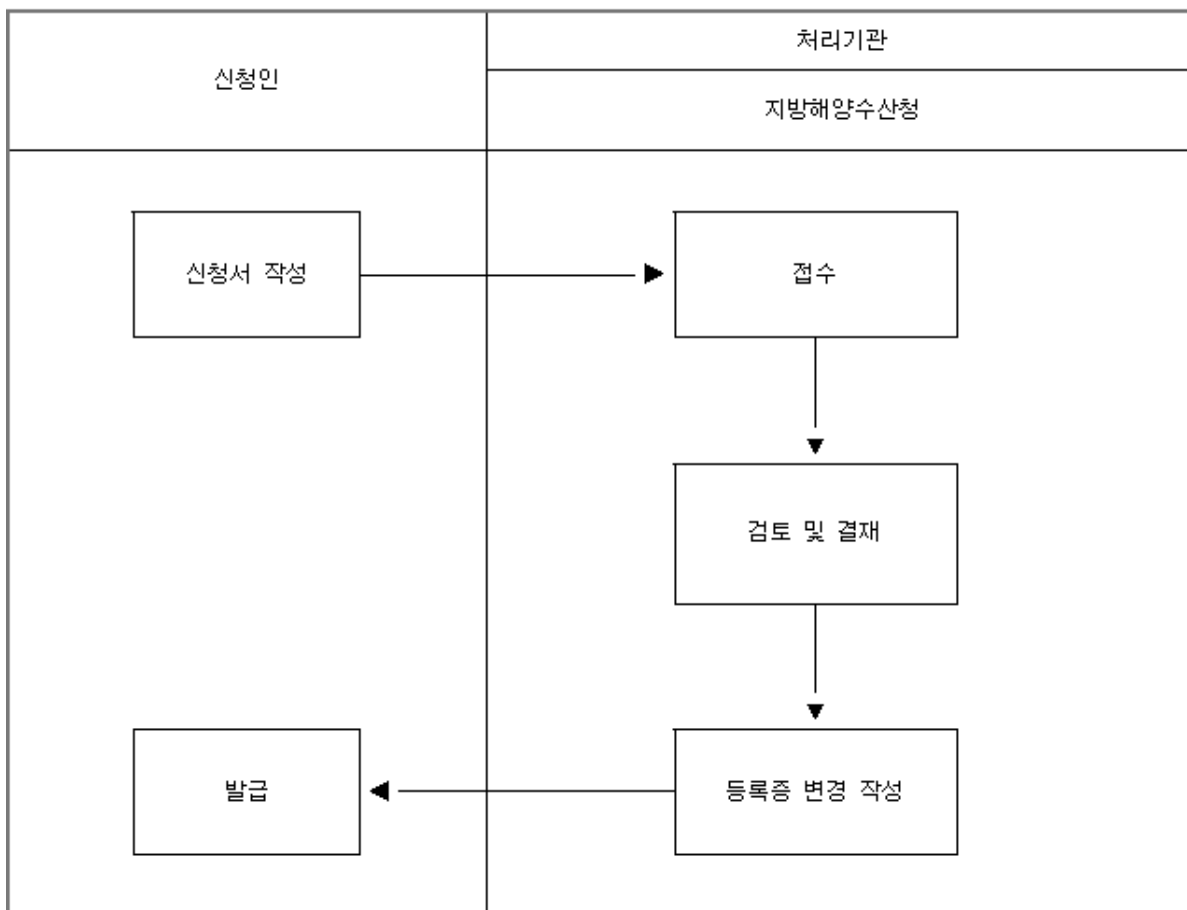 신청인
처리기관
지방해양수산청
신청서 작성
접수
검토 및 결재
등록증 변경 작성
발급